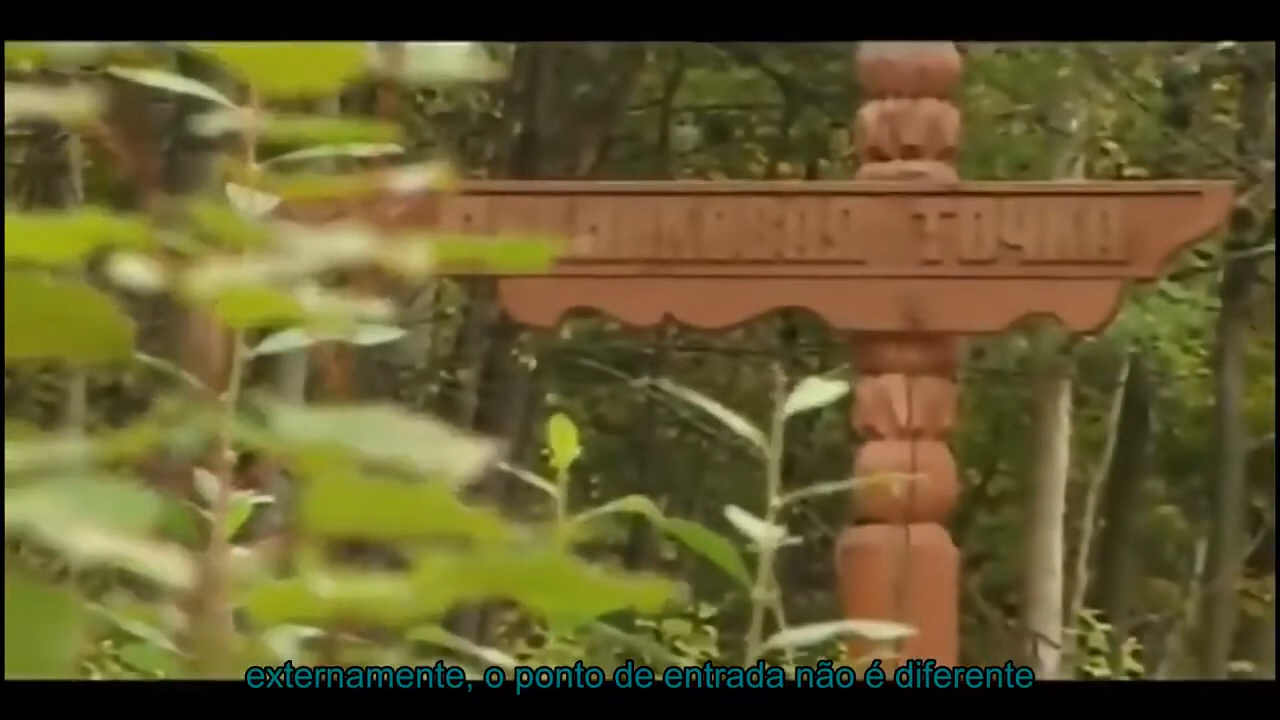 точка
externamente, o ponto de entrada não é diferente